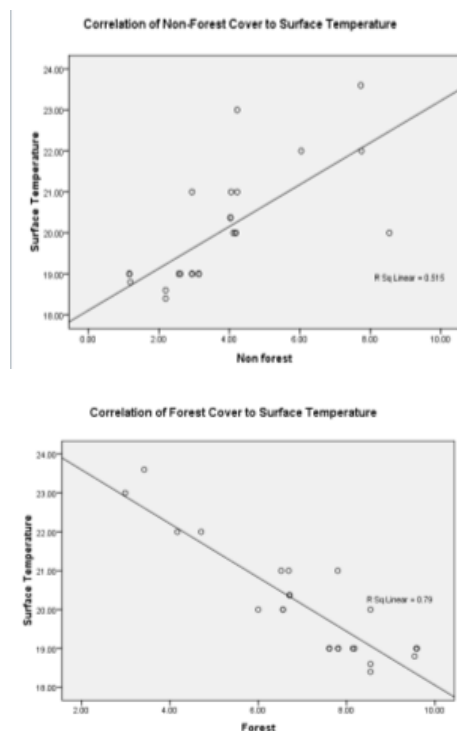 Correlation of Non-Forest Cover to Surface Temperature
24.00
23.00
22.00
21.00
20.00
19.00
18.00
Surface Temperature
R Sq Linear = 0.515
0.00 2.00 4.00 6.00 8.00 10.00
Non forest
Correlation of Forest Cover to Surface Temperature
24.00
23.00
22.00
21.00
20.00
19.00
18.00
Surface Temperature
R Sq Linear = 0.79
2.00 4.00 6.00 8.00 10.00
Forest